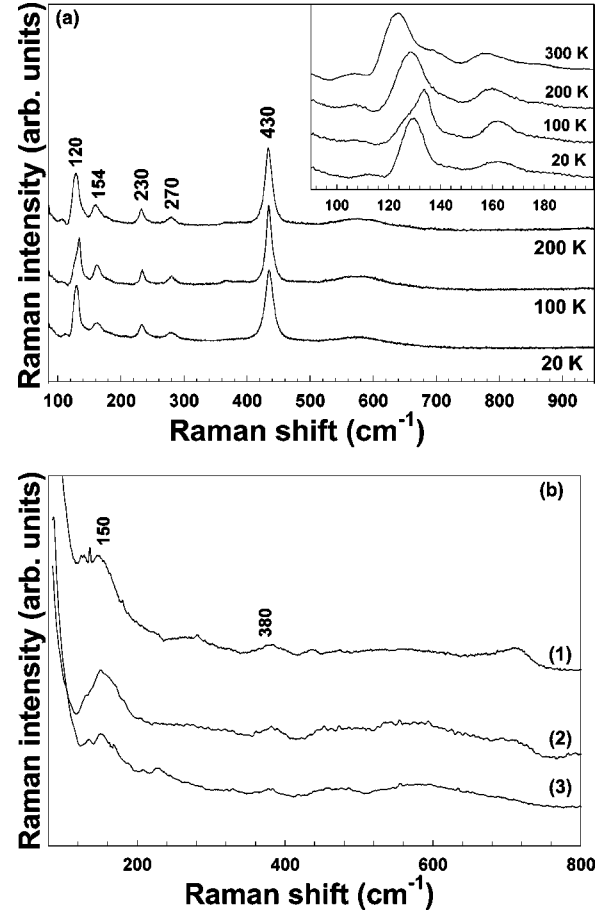 (a)
Raman intensity (arb. units)
120
154
230
270
430
300 K
200 K
100 K
20 K
100 120 140 160 180
200 K
100 K
20 K
100 200 300 400 500 600 700 800 900
Raman shift (cm-1)
(b)
Raman intensity (arb. units)
150
380
(1)
(2)
(3)
200 400 600 800
Raman shift (cm-1)